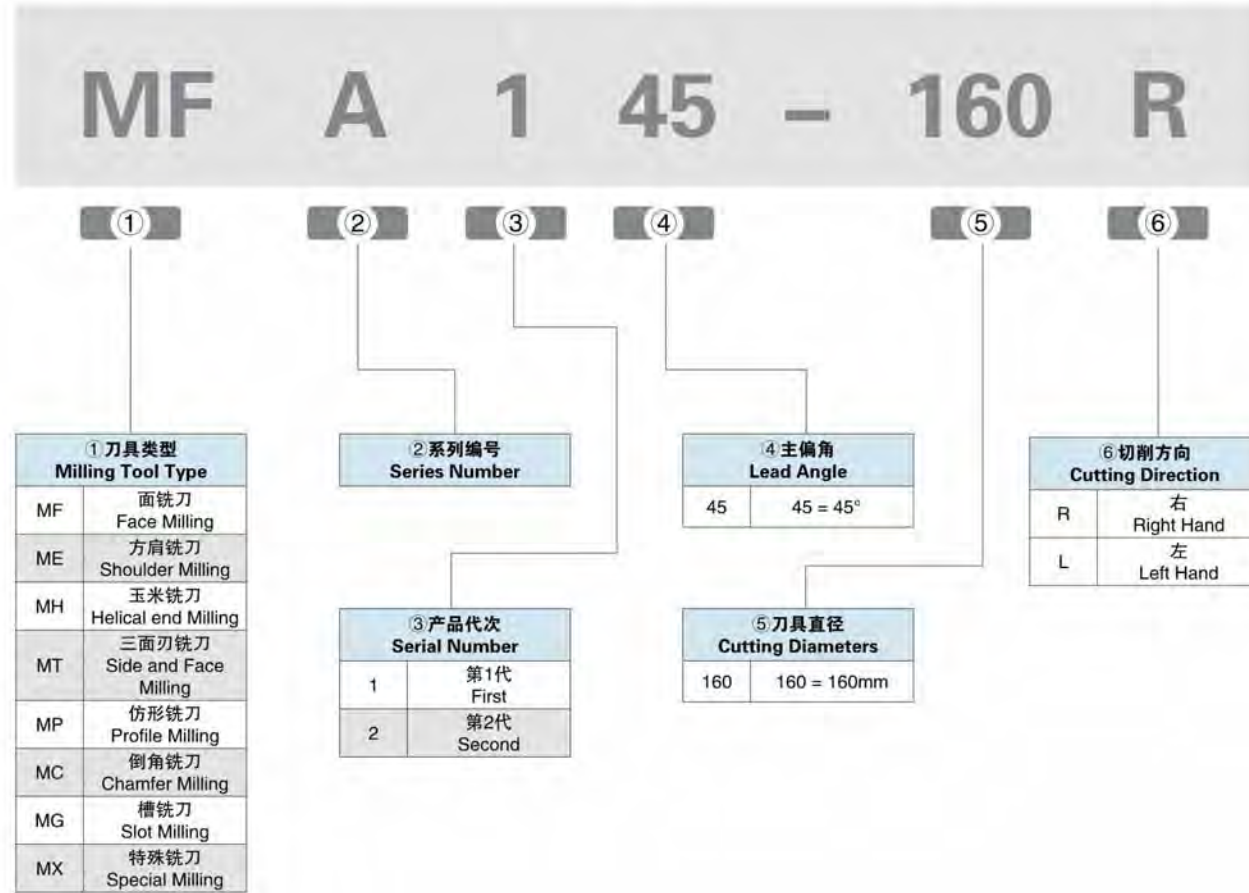 MF A 1 45 – 160 R
① ② ③ ④ ⑤ ⑥
①刀具类型
Milling Tool Type
MF 面铣刀
Face Milling
ME 方肩铣刀
Shoulder Milling
MH 玉米铣刀
Helical end Milling
MT 三面刃铣刀
Side and Face
Milling
MP 仿形铣刀
Profile Milling
MC 倒角铣刀
Chamfer Milling
MG 槽铣刀
Slot Milling
MX 特殊铣刀
Special Milling
②系列编号
Series Number
③产品代次
Serial Number
1 第1代
First
2 第2代
Second
④主偏角
Lead Angle
45 45 = 45°
⑤刀具直径
Cutting Diameters
160 160 = 160mm
⑥切削方向
Cutting Direction
R 右
Right Hand
L 左
Left Hand